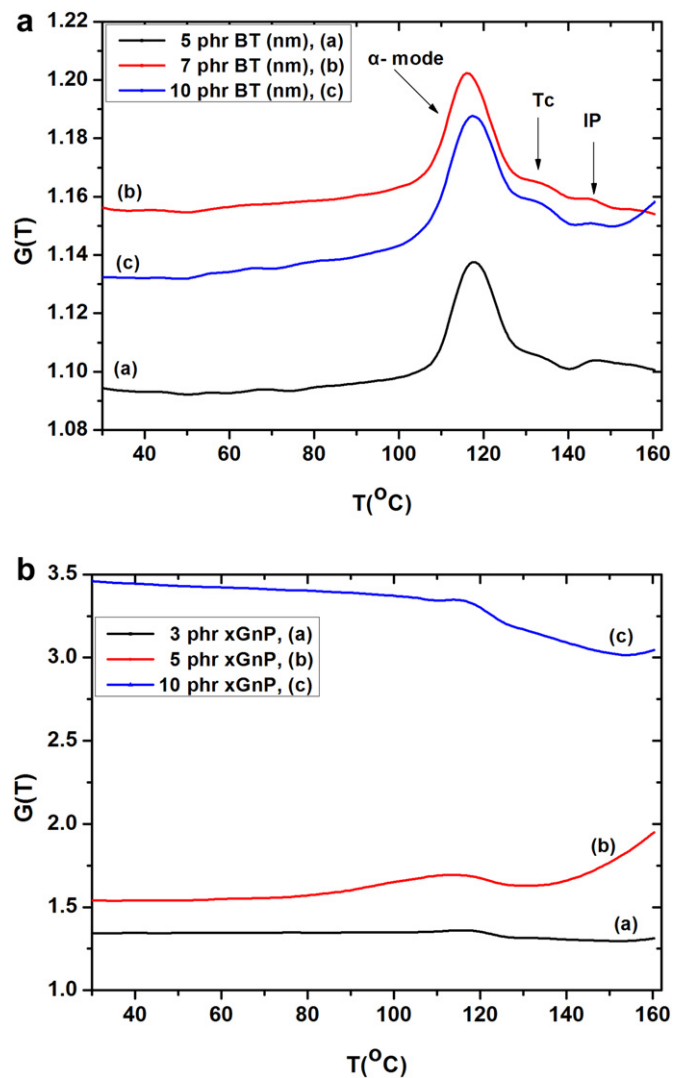 a
5 phr BT (nm), (a)
7 phr BT (nm), (b)
10 phr BT (nm), (c)
α- mode
Tc
IP
(b)
(c)
(a)
1.22
1.20
1.18
1.16
1.14
1.12
1.10
1.08
G(T)
40 60 80 100 120 140 160
T(°C)
b
3 phr xGnP, (a)
5 phr xGnP, (b)
10 phr xGnP, (c)
(c)
(b)
(a)
3.5
3.0
2.5
2.0
1.5
1.0
G(T)
40 60 80 100 120 140 160
T(°C)